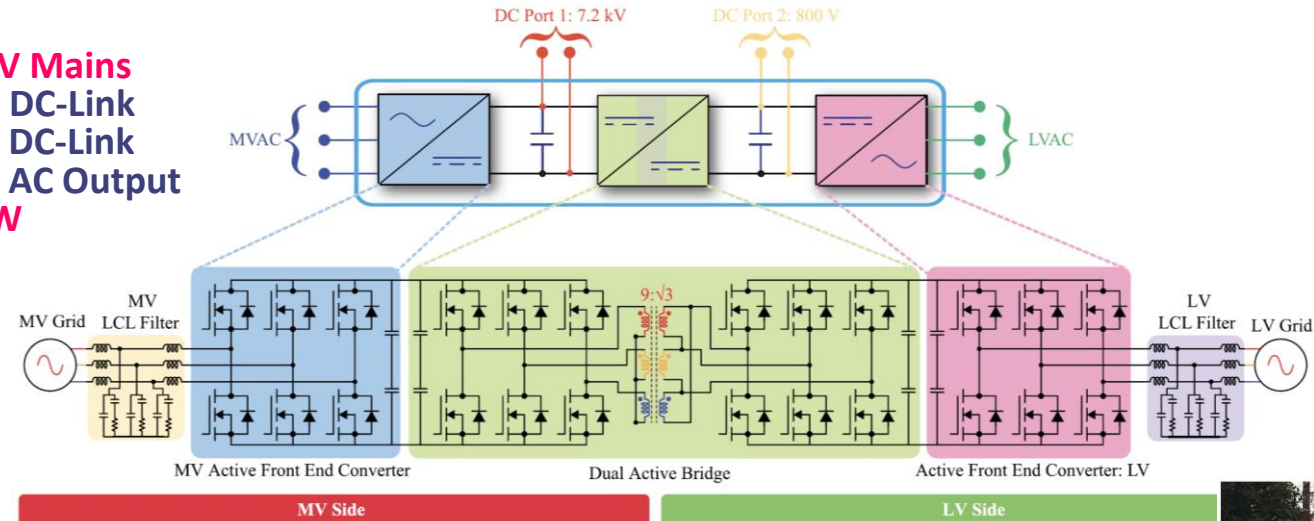 DC Port 1: 7.2 kV
DC Port 2: 800 V
V Mains
DC-Link
DC-Link
AC Output
W
MVAC
LVAC
MV Grid
MV
LCL Filter
9:√3
LV
LCL Filter
LV Grid
MV Active Front End Converter
Dual Active Bridge
Active Front End Converter: LV
MV Side
LV Side